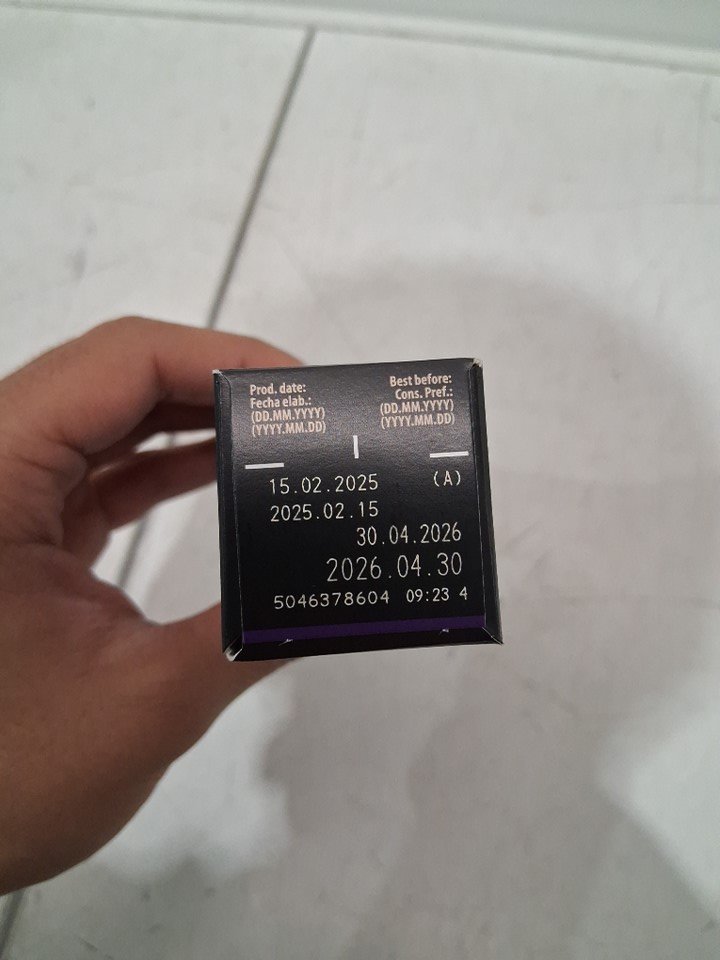 Prod. date:
Fecha elab.:
(DD.MM.YYYY)
(YYYY.MM.DD)
Best before:
Cons. Pref.:
(DD.MM.YYYY)
(YYYY.MM.DD)
15.02.2025 (A)
2025.02.15
30.04.2026
2026.04.30
5046378604 09:23 4